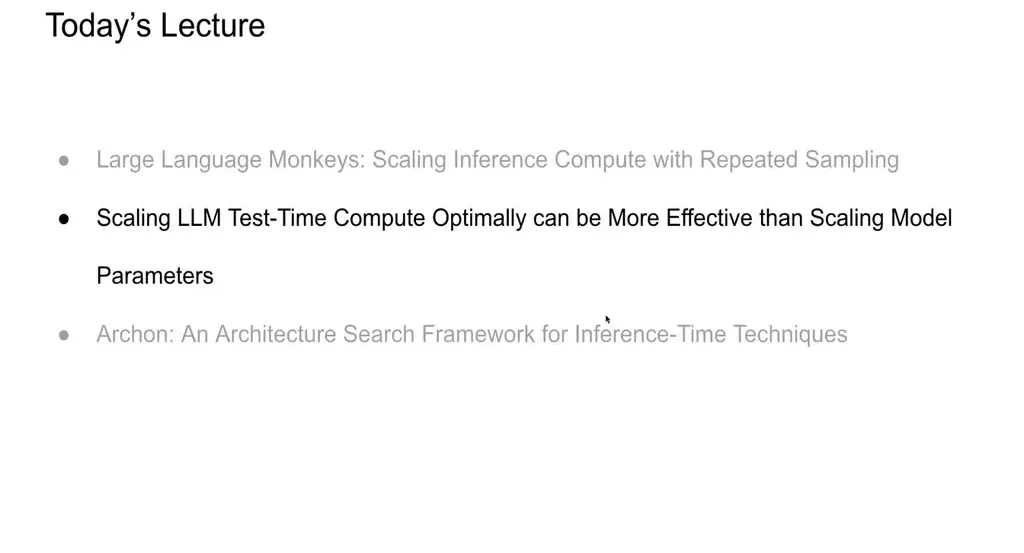 Today’s Lecture
● Large Language Monkeys: Scaling Inference Compute with Repeated Sampling
● Scaling LLM Test-Time Compute Optimally can be More Effective than Scaling Model
Parameters
● Archon: An Architecture Search Framework for Inference-Time Techniques